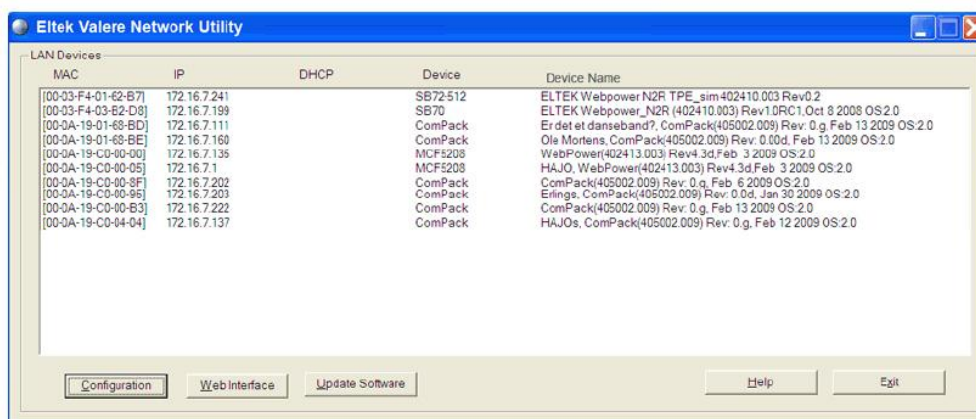 Eltek Valere Network Utility
LAN Devices
MAC IP DHCP Device Device Name
[00-03-F4-01-62-B7] 172.16.7.241 SB72-512 ELTEK Webpower N2R TPE_sim 402410.003 Rev0.2
[00-03-F4-03-B2-D8] 172.16.7.199 SB70 ELTEK Webpower_N2R (402410.003) Rev1.0RC1,Oct 8 2008 OS:2.0
[00-0A-19-01-68-BD] 172.16.7.111 ComPack Er det et danseband?, ComPack(405002.009) Rev: 0.g, Feb 13 2009 OS:2.0
[00-0A-19-01-68-BE] 172.16.7.160 ComPack Ole Mortens, ComPack(405002.009) Rev: 0.00d, Feb 13 2009 OS:2.0
[00-0A-19-C0-00-00] 172.16.7.135 MCF5208 WebPower(402413.003) Rev4.3d,Feb 3 2009 OS:2.0
[00-0A-19-C0-00-05] 172.16.7.1 MCF5208 HAJO, WebPower(402413.003) Rev4.3d,Feb 3 2009 OS:2.0
[00-0A-19-C0-00-8F] 172.16.7.202 ComPack ComPack(405002.009) Rev: 0.g, Feb 6 2009 OS:2.0
[00-0A-19-C0-00-96] 172.16.7.203 ComPack Erlings, ComPack(405002.009) Rev: 0.0d, Jan 30 2009 OS:2.0
[00-0A-19-C0-00-B3] 172.16.7.222 ComPack ComPack(405002.009) Rev: 0.g, Feb 13 2009 OS:2.0
[00-0A-19-C0-04-04] 172.16.7.137 ComPack HAJOs, ComPack(405002.009) Rev: 0.g, Feb 12 2009 OS:2.0
Configuration Web Interface Update Software Help Exit